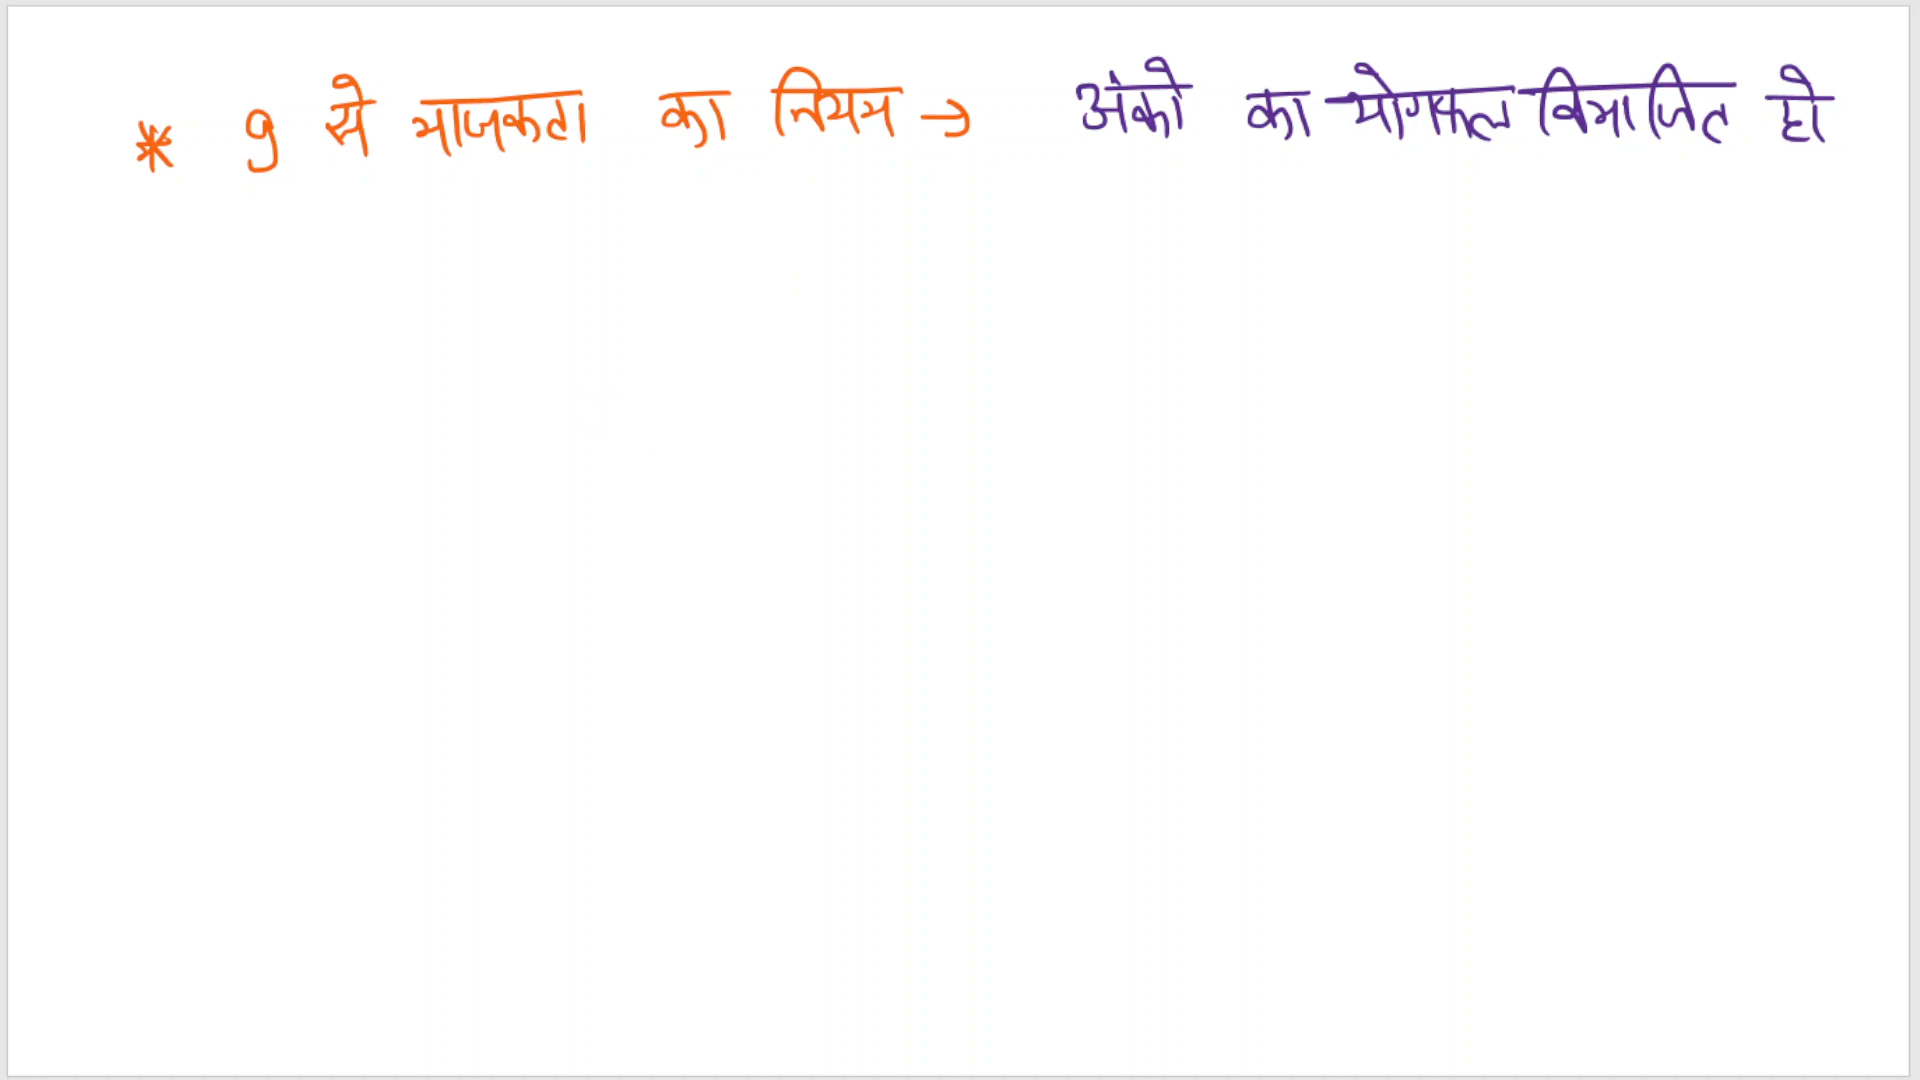 * 9 से भाजकता का नियम → अंको का योगफल विभाजित हो